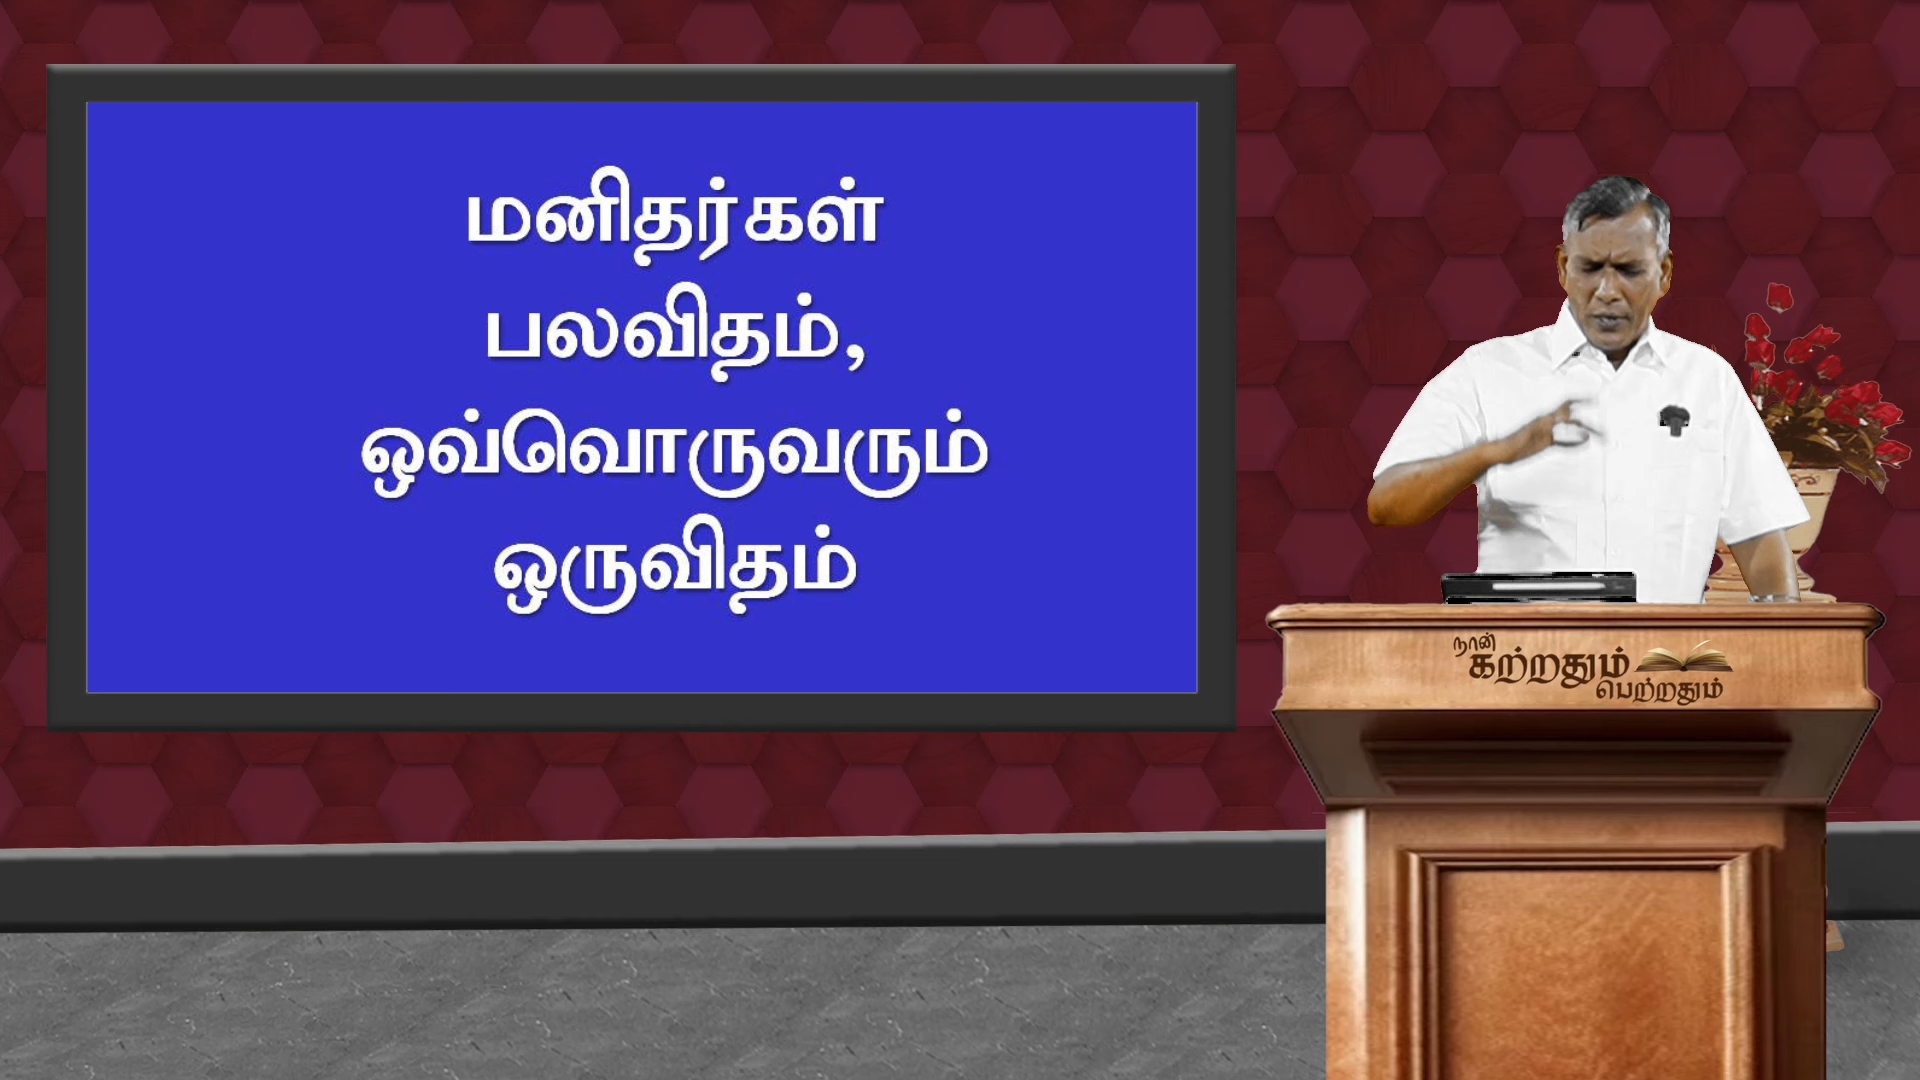 மனிதர்கள்
பலவிதம்,
ஒவ்வொருவரும்
ஒருவிதம்
நான்
கற்றதும்
பெற்றதும்